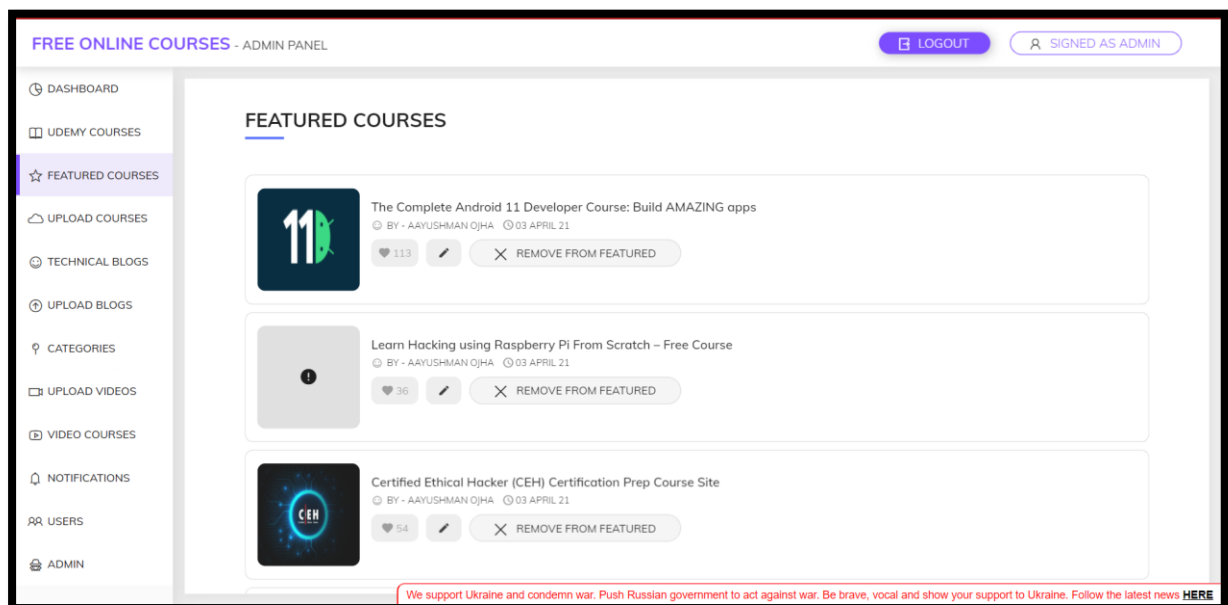 FREE ONLINE COURSES - ADMIN PANEL
LOGOUT
SIGNED AS ADMIN
DASHBOARD
UDEMY COURSES
FEATURED COURSES
UPLOAD COURSES
TECHNICAL BLOGS
UPLOAD BLOGS
CATEGORIES
UPLOAD VIDEOS
VIDEO COURSES
NOTIFICATIONS
USERS
ADMIN
FEATURED COURSES
11
The Complete Android 11 Developer Course: Build AMAZING apps
BY - AAYUSHMAN OJHA 03 APRIL 21
113 REMOVE FROM FEATURED
Learn Hacking using Raspberry Pi From Scratch – Free Course
BY - AAYUSHMAN OJHA 03 APRIL 21
36 REMOVE FROM FEATURED
CEH
Certified Ethical Hacker (CEH) Certification Prep Course Site
BY - AAYUSHMAN OJHA 03 APRIL 21
54 REMOVE FROM FEATURED
We support Ukraine and condemn war. Push Russian government to act against war. Be brave, vocal and show your support to Ukraine. Follow the latest news HERE